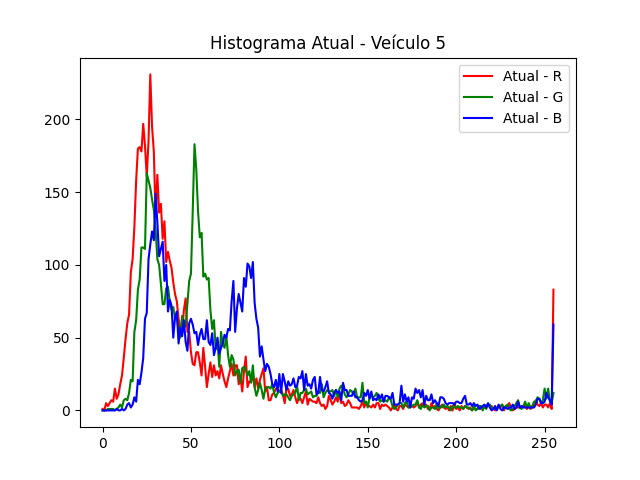 Histograma Atual - Veículo 5
Atual - R
Atual - G
Atual - B
200
150
100
50
0
0 50 100 150 200 250